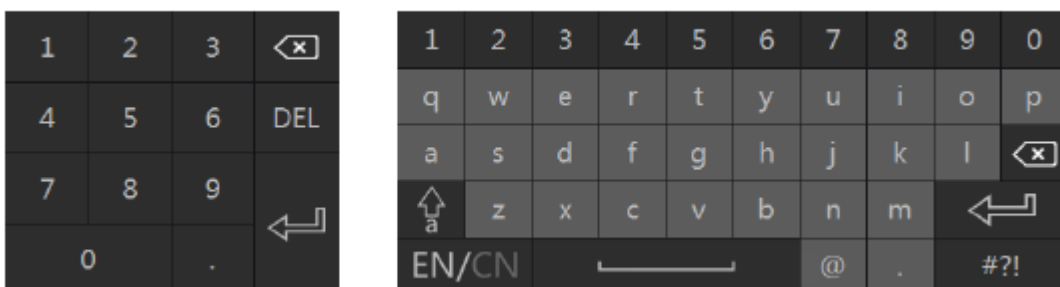 1 2 3
4 5 6 DEL
7 8 9
0 .
1 2 3 4 5 6 7 8 9 0
q w e r t y u i o p
a s d f g h j k l
a z x c v b n m
EN/CN @ . #?!